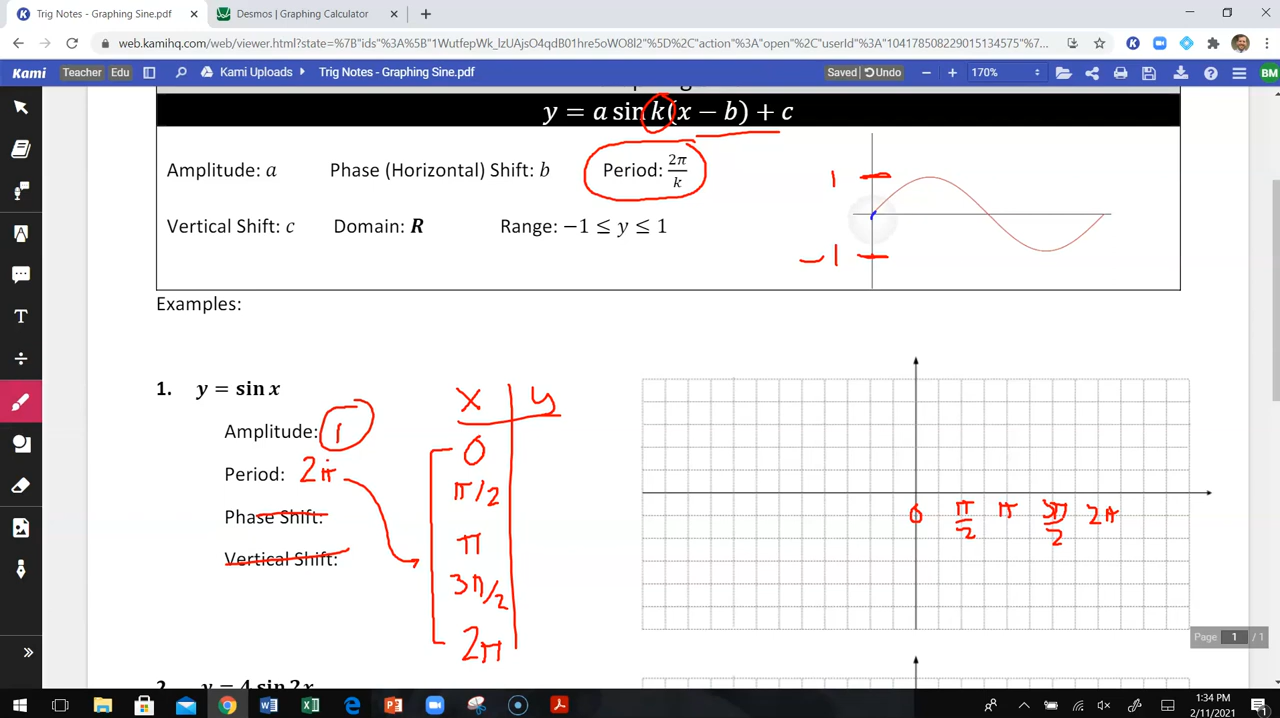 Trig Notes - Graphing Sine.pdf
Desmos | Graphing Calculator
web.kamihq.com/web/viewer.html?state=%7B"ids"%3A%5B"1WutfepWk_lzUAjsO4qdB01hre5oWO8l2"%5D%2C"action"%3A"open"%2C"userId"%3A"104178508229015134575"%...
Kami Teacher Edu Kami Uploads Trig Notes - Graphing Sine.pdf Saved Undo 170%
y = a sin k(x − b) + c
Amplitude: a Phase (Horizontal) Shift: b Period: 2π/k
Vertical Shift: c Domain: R Range: −1 ≤ y ≤ 1
1
−1
Examples:
1. y = sin x
Amplitude: 1
Period: 2π
Phase Shift:
Vertical Shift:
x y
0
π/2
π
3π/2
2π
0 π/2 π 3π/2 2π
Page 1 / 1
2. y = 4 sin 2x
1:34 PM
2/11/2021